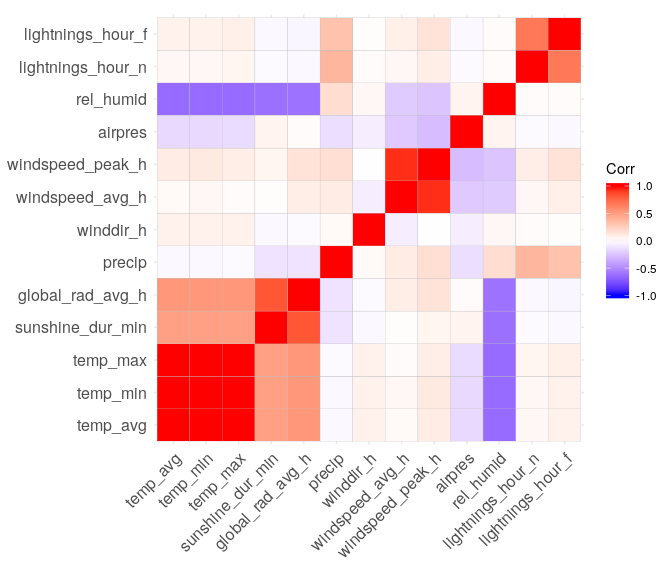 lightnings_hour_f
lightnings_hour_n
rel_humid
airpres
windspeed_peak_h
windspeed_avg_h
winddir_h
precip
global_rad_avg_h
sunshine_dur_min
temp_max
temp_min
temp_avg
temp_avg
temp_min
temp_max
sunshine_dur_min
global_rad_avg_h
precip
winddir_h
windspeed_avg_h
windspeed_peak_h
airpres
rel_humid
lightnings_hour_n
lightnings_hour_f
Corr
1.0
0.5
0.0
-0.5
-1.0